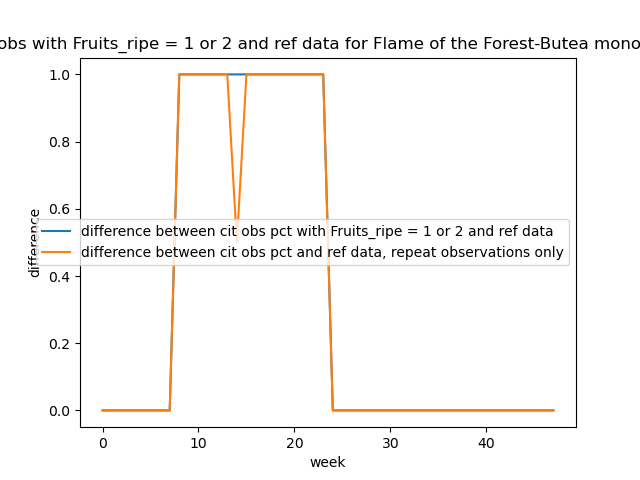 obs with Fruits_ripe = 1 or 2 and ref data for Flame of the Forest-Butea mono
1.0
0.8
0.6
0.4
0.2
0.0
difference
difference between cit obs pct with Fruits_ripe = 1 or 2 and ref data
difference between cit obs pct and ref data, repeat observations only
0 10 20 30 40
week